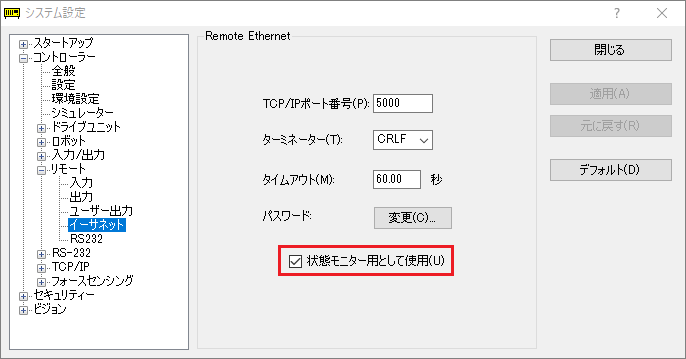 システム設定
スタートアップ
コントローラー
全般
設定
環境設定
シミュレーター
ドライブユニット
ロボット
入力/出力
リモート
入力
出力
ユーザー出力
イーサネット
RS232
RS-232
TCP/IP
フォースセンシング
セキュリティー
ビジョン
Remote Ethernet
TCP/IPポート番号(P): 5000
ターミネーター(T): CRLF
タイムアウト(M): 60.00 秒
パスワード: 変更(C)...
状態モニター用として使用(U)
閉じる
適用(A)
元に戻す(R)
デフォルト(D)